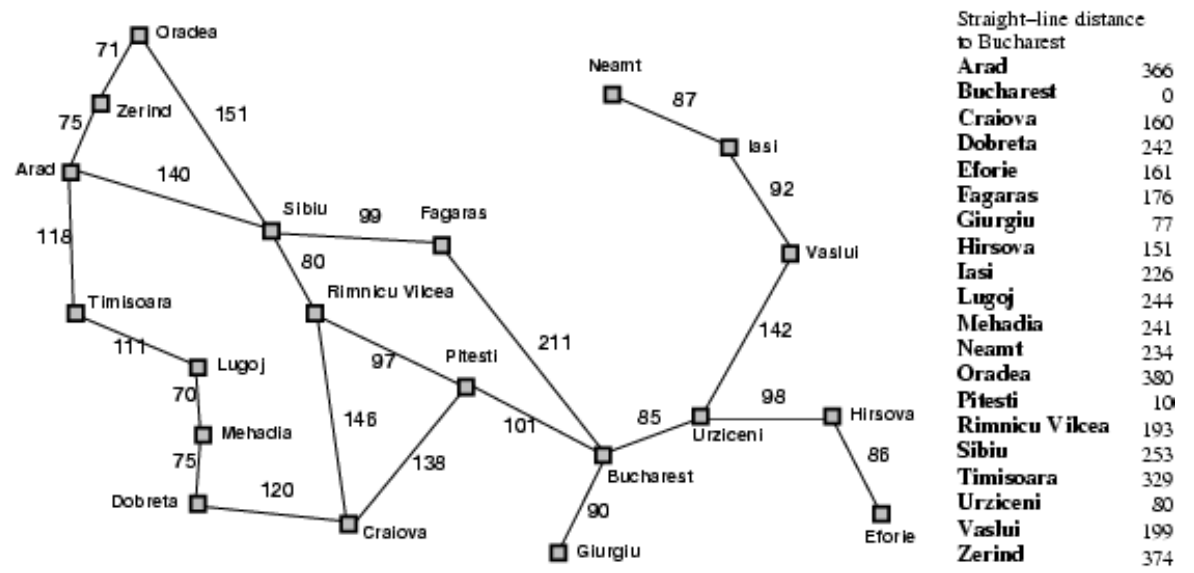 Oradea
71
Neamt
87
Zerind
151
75
Iasi
Arad
140
92
Sibiu
99
Fagaras
118
80
Vaslui
Timisoara
Rimnicu Vilcea
142
111
Lugoj
97
Pitesti
211
70
98
Hirsova
85
Urziceni
146
101
Mehadia
86
138
75
Bucharest
120
Dobreta
90
Craiova
Eforie
Giurgiu
Straight–line distance
to Bucharest
Arad 366
Bucharest 0
Craiova 160
Dobreta 242
Eforie 161
Fagaras 176
Giurgiu 77
Hirsova 151
Iasi 226
Lugoj 244
Mehadia 241
Neamt 234
Oradea 380
Pitesti 10
Rimnicu Vilcea 193
Sibiu 253
Timisoara 329
Urziceni 80
Vaslui 199
Zerind 374